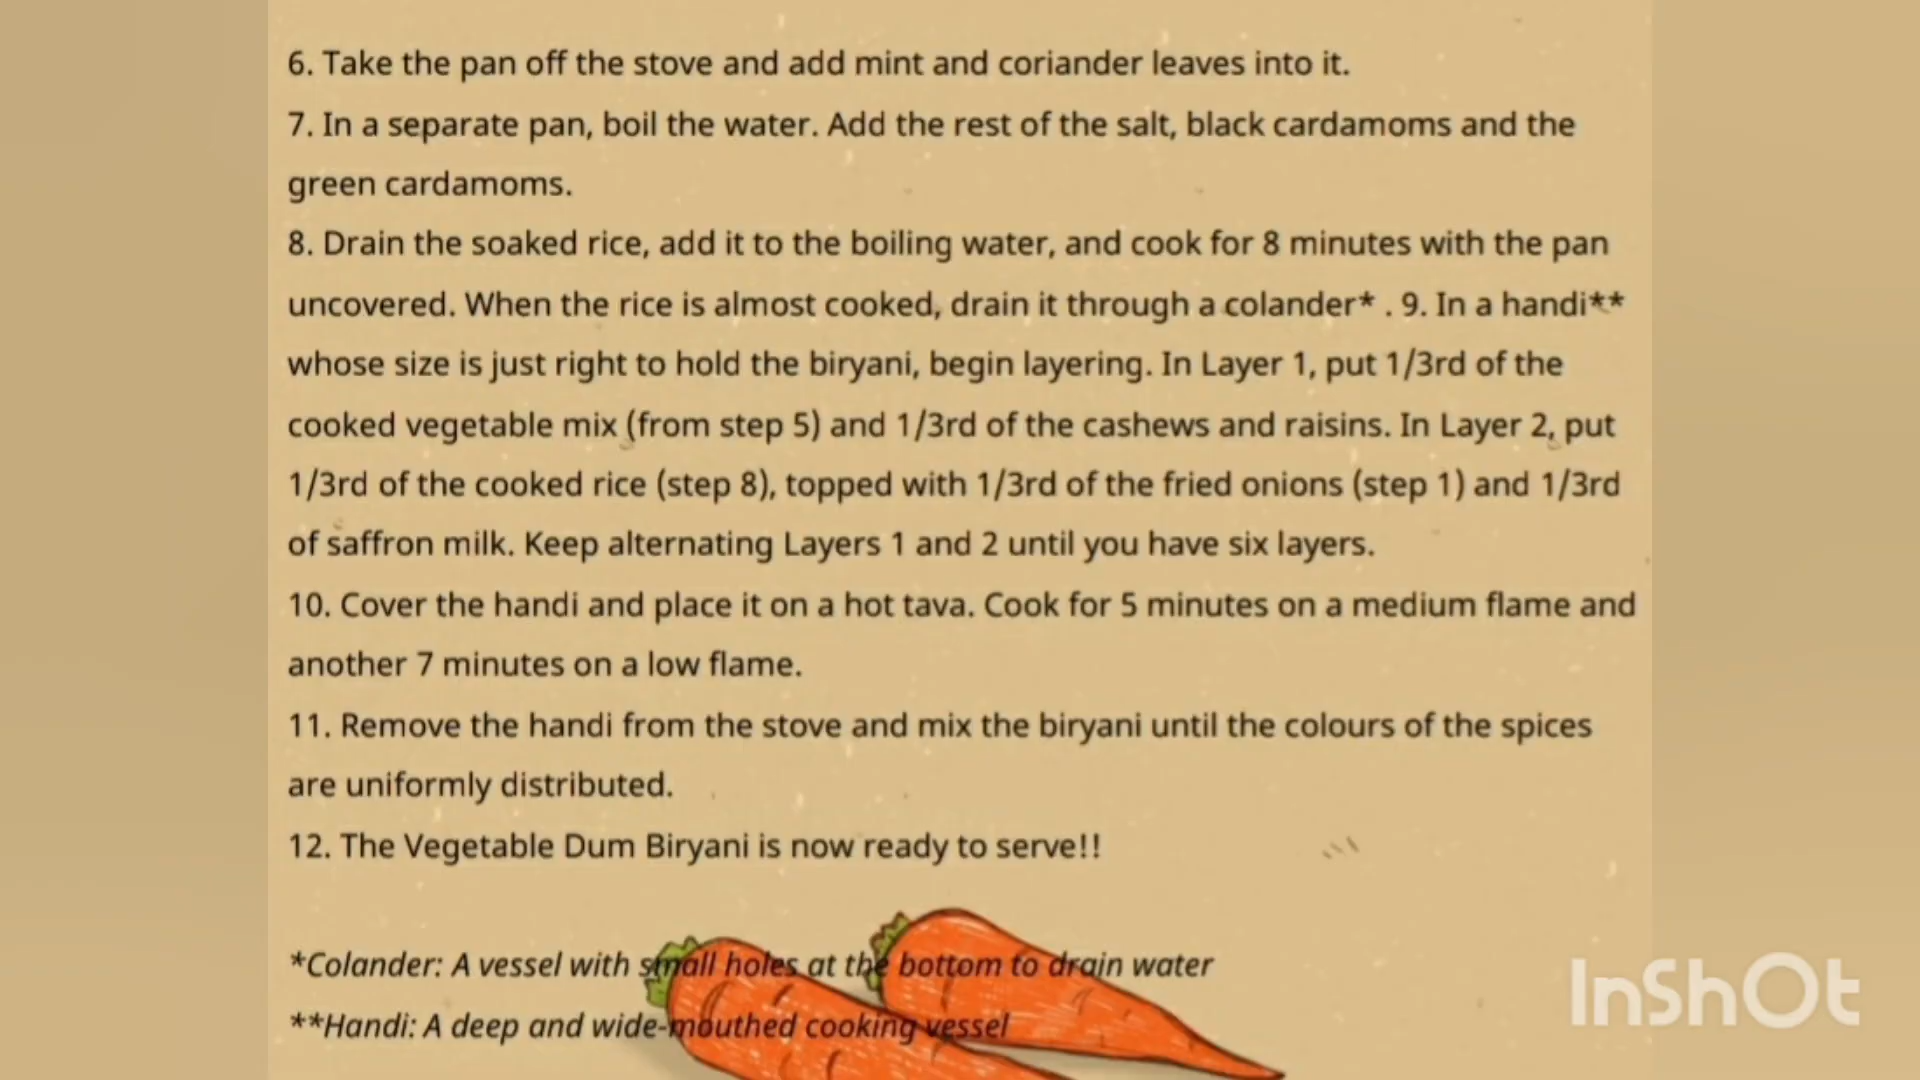 6. Take the pan off the stove and add mint and coriander leaves into it.
7. In a separate pan, boil the water. Add the rest of the salt, black cardamoms and the
green cardamoms.
8. Drain the soaked rice, add it to the boiling water, and cook for 8 minutes with the pan
uncovered. When the rice is almost cooked, drain it through a colander* . 9. In a handi**
whose size is just right to hold the biryani, begin layering. In Layer 1, put 1/3rd of the
cooked vegetable mix (from step 5) and 1/3rd of the cashews and raisins. In Layer 2, put
1/3rd of the cooked rice (step 8), topped with 1/3rd of the fried onions (step 1) and 1/3rd
of saffron milk. Keep alternating Layers 1 and 2 until you have six layers.
10. Cover the handi and place it on a hot tava. Cook for 5 minutes on a medium flame and
another 7 minutes on a low flame.
11. Remove the handi from the stove and mix the biryani until the colours of the spices
are uniformly distributed.
12. The Vegetable Dum Biryani is now ready to serve!!
*Colander: A vessel with small holes at the bottom to drain water
**Handi: A deep and wide-mouthed cooking vessel
InShOt